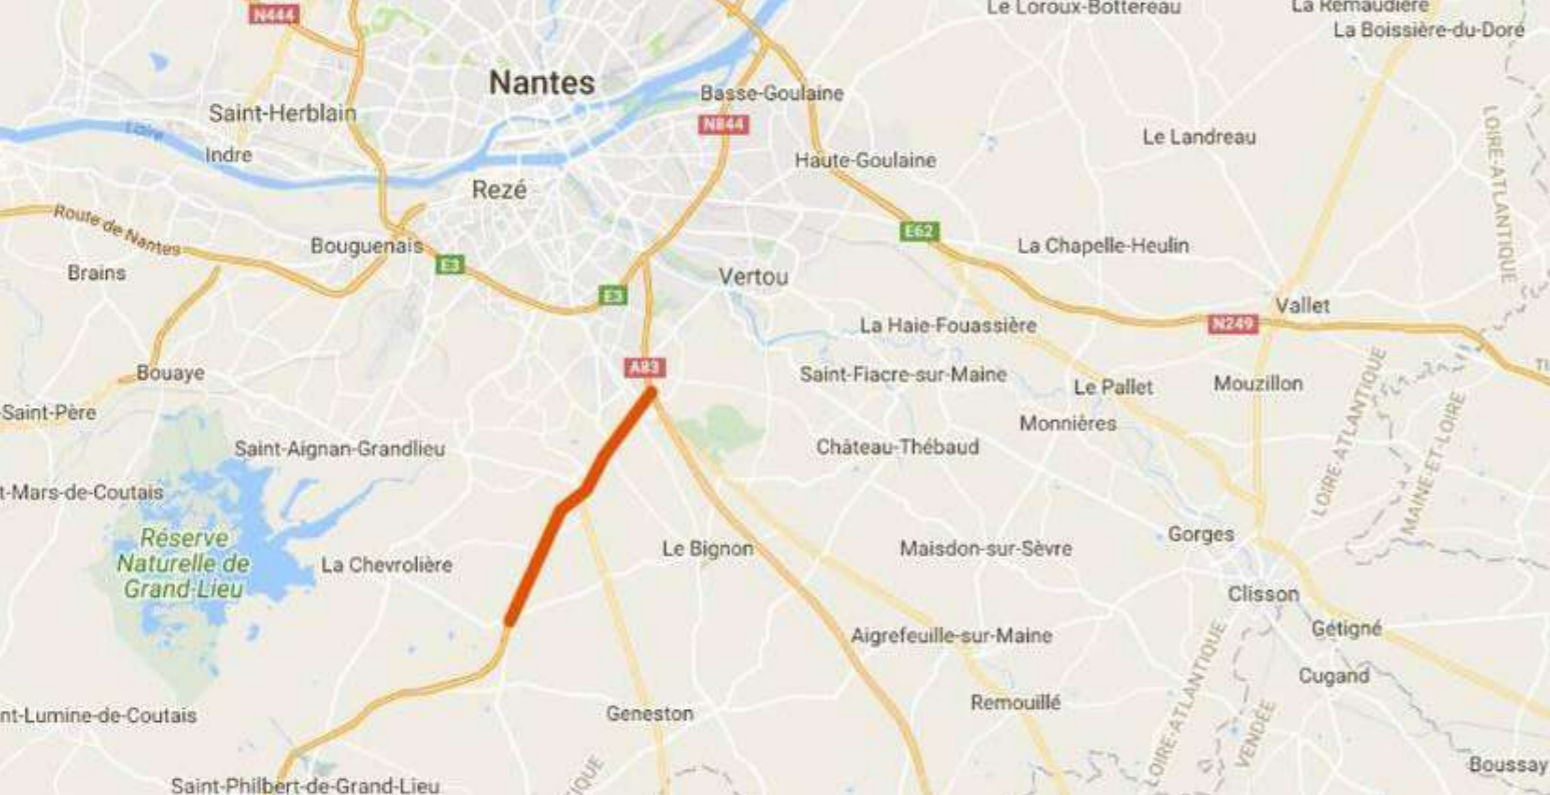 N444
Le Loroux-Bottereau
La Remaudière
La Boissière-du-Doré
Nantes
Basse-Goulaine
Saint-Herblain
N844
Loire
Indre
Le Landreau
Haute-Goulaine
LOIRE-ATLANTIQUE
Rezé
Route de Nantes
E62
Bouguenais
La Chapelle-Heulin
E3
Brains
Vertou
E3
Vallet
La Haie-Fouassière
N249
A83
Bouaye
Saint-Fiacre-sur-Maine
Le Pallet
Mouzillon
-Saint-Père
Monnières
LOIRE-ATLANTIQUE
MAINE-ET-LOIRE
Saint-Aignan-Grandlieu
Château-Thébaud
t-Mars-de-Coutais
Réserve
Naturelle de
Grand-Lieu
Gorges
Le Bignon
Maisdon-sur-Sèvre
La Chevrolière
Clisson
Gétigné
Aigrefeuille-sur-Maine
Cugand
LOIRE-ATLANTIQUE
VENDÉE
Remouillé
nt-Lumine-de-Coutais
Geneston
Boussay
IQUE
Saint-Philbert-de-Grand-Lieu